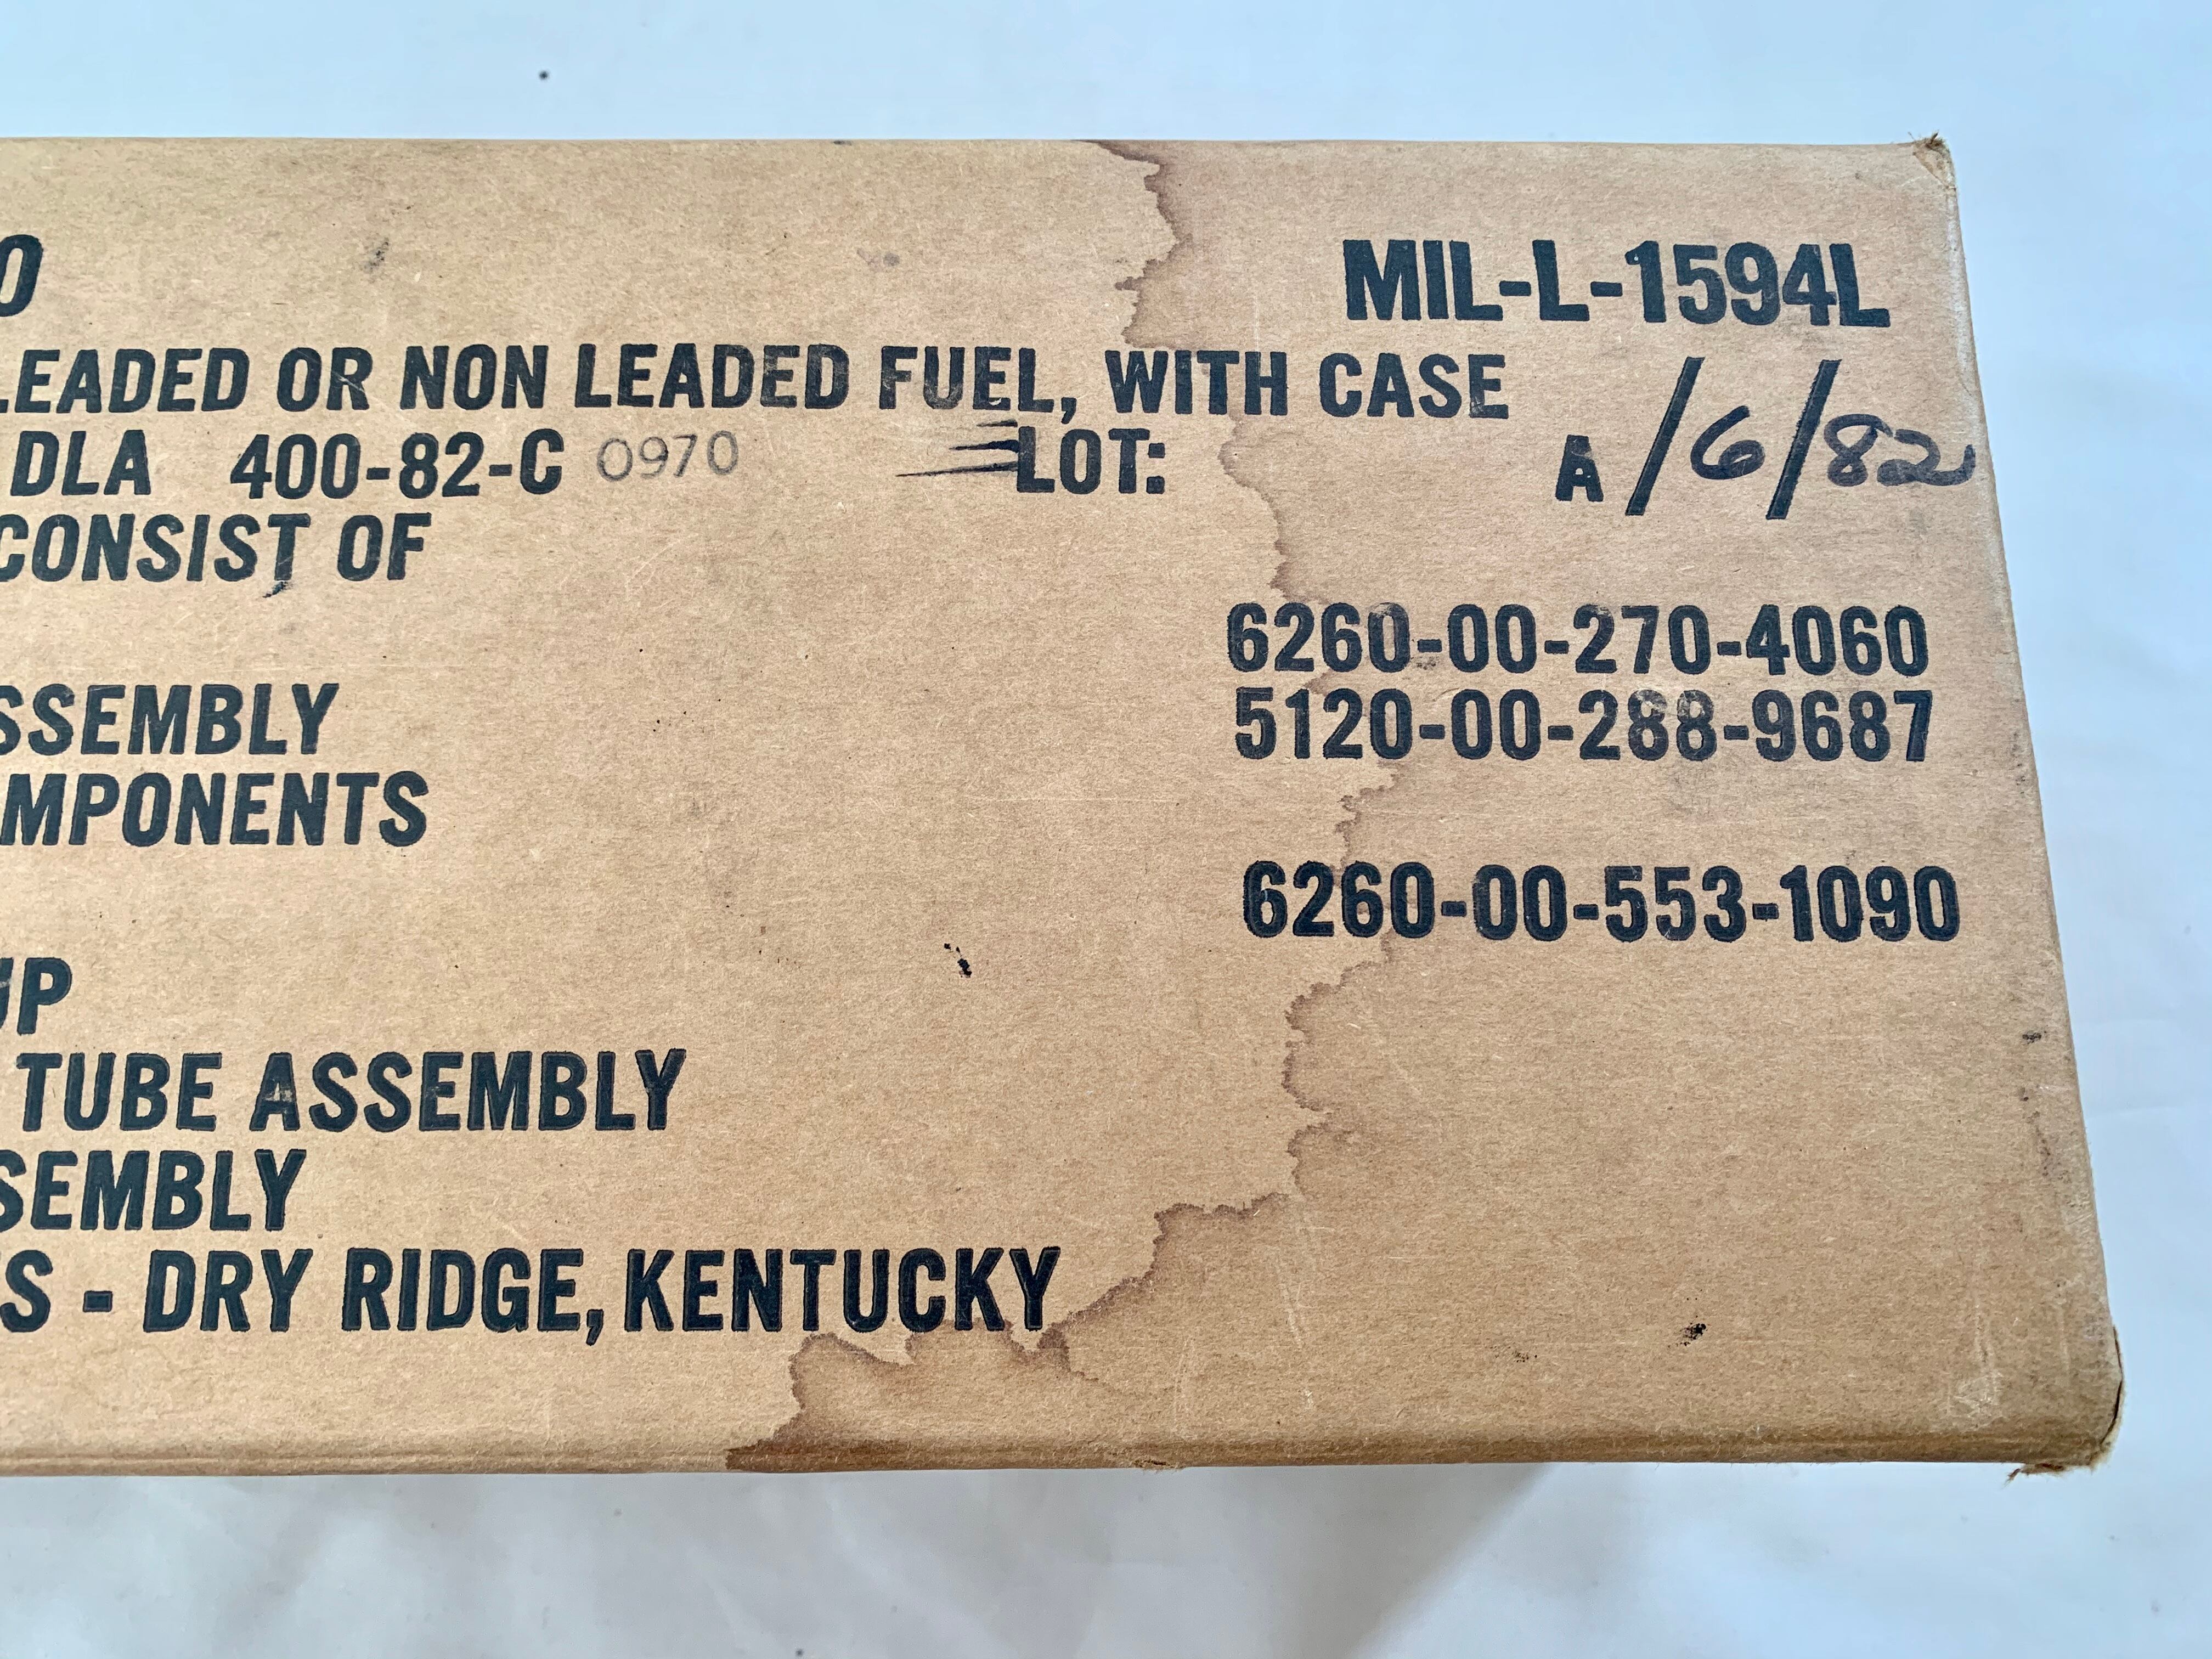 0 MIL-L-1594L
LEADED OR NON LEADED FUEL, WITH CASE
DLA 400-82-C 0970 LOT: A/6/82
CONSIST OF
6260-00-270-4060
SSEMBLY 5120-00-288-9687
MPONENTS
6260-00-553-1090
UP
TUBE ASSEMBLY
SEMBLY
S - DRY RIDGE, KENTUCKY